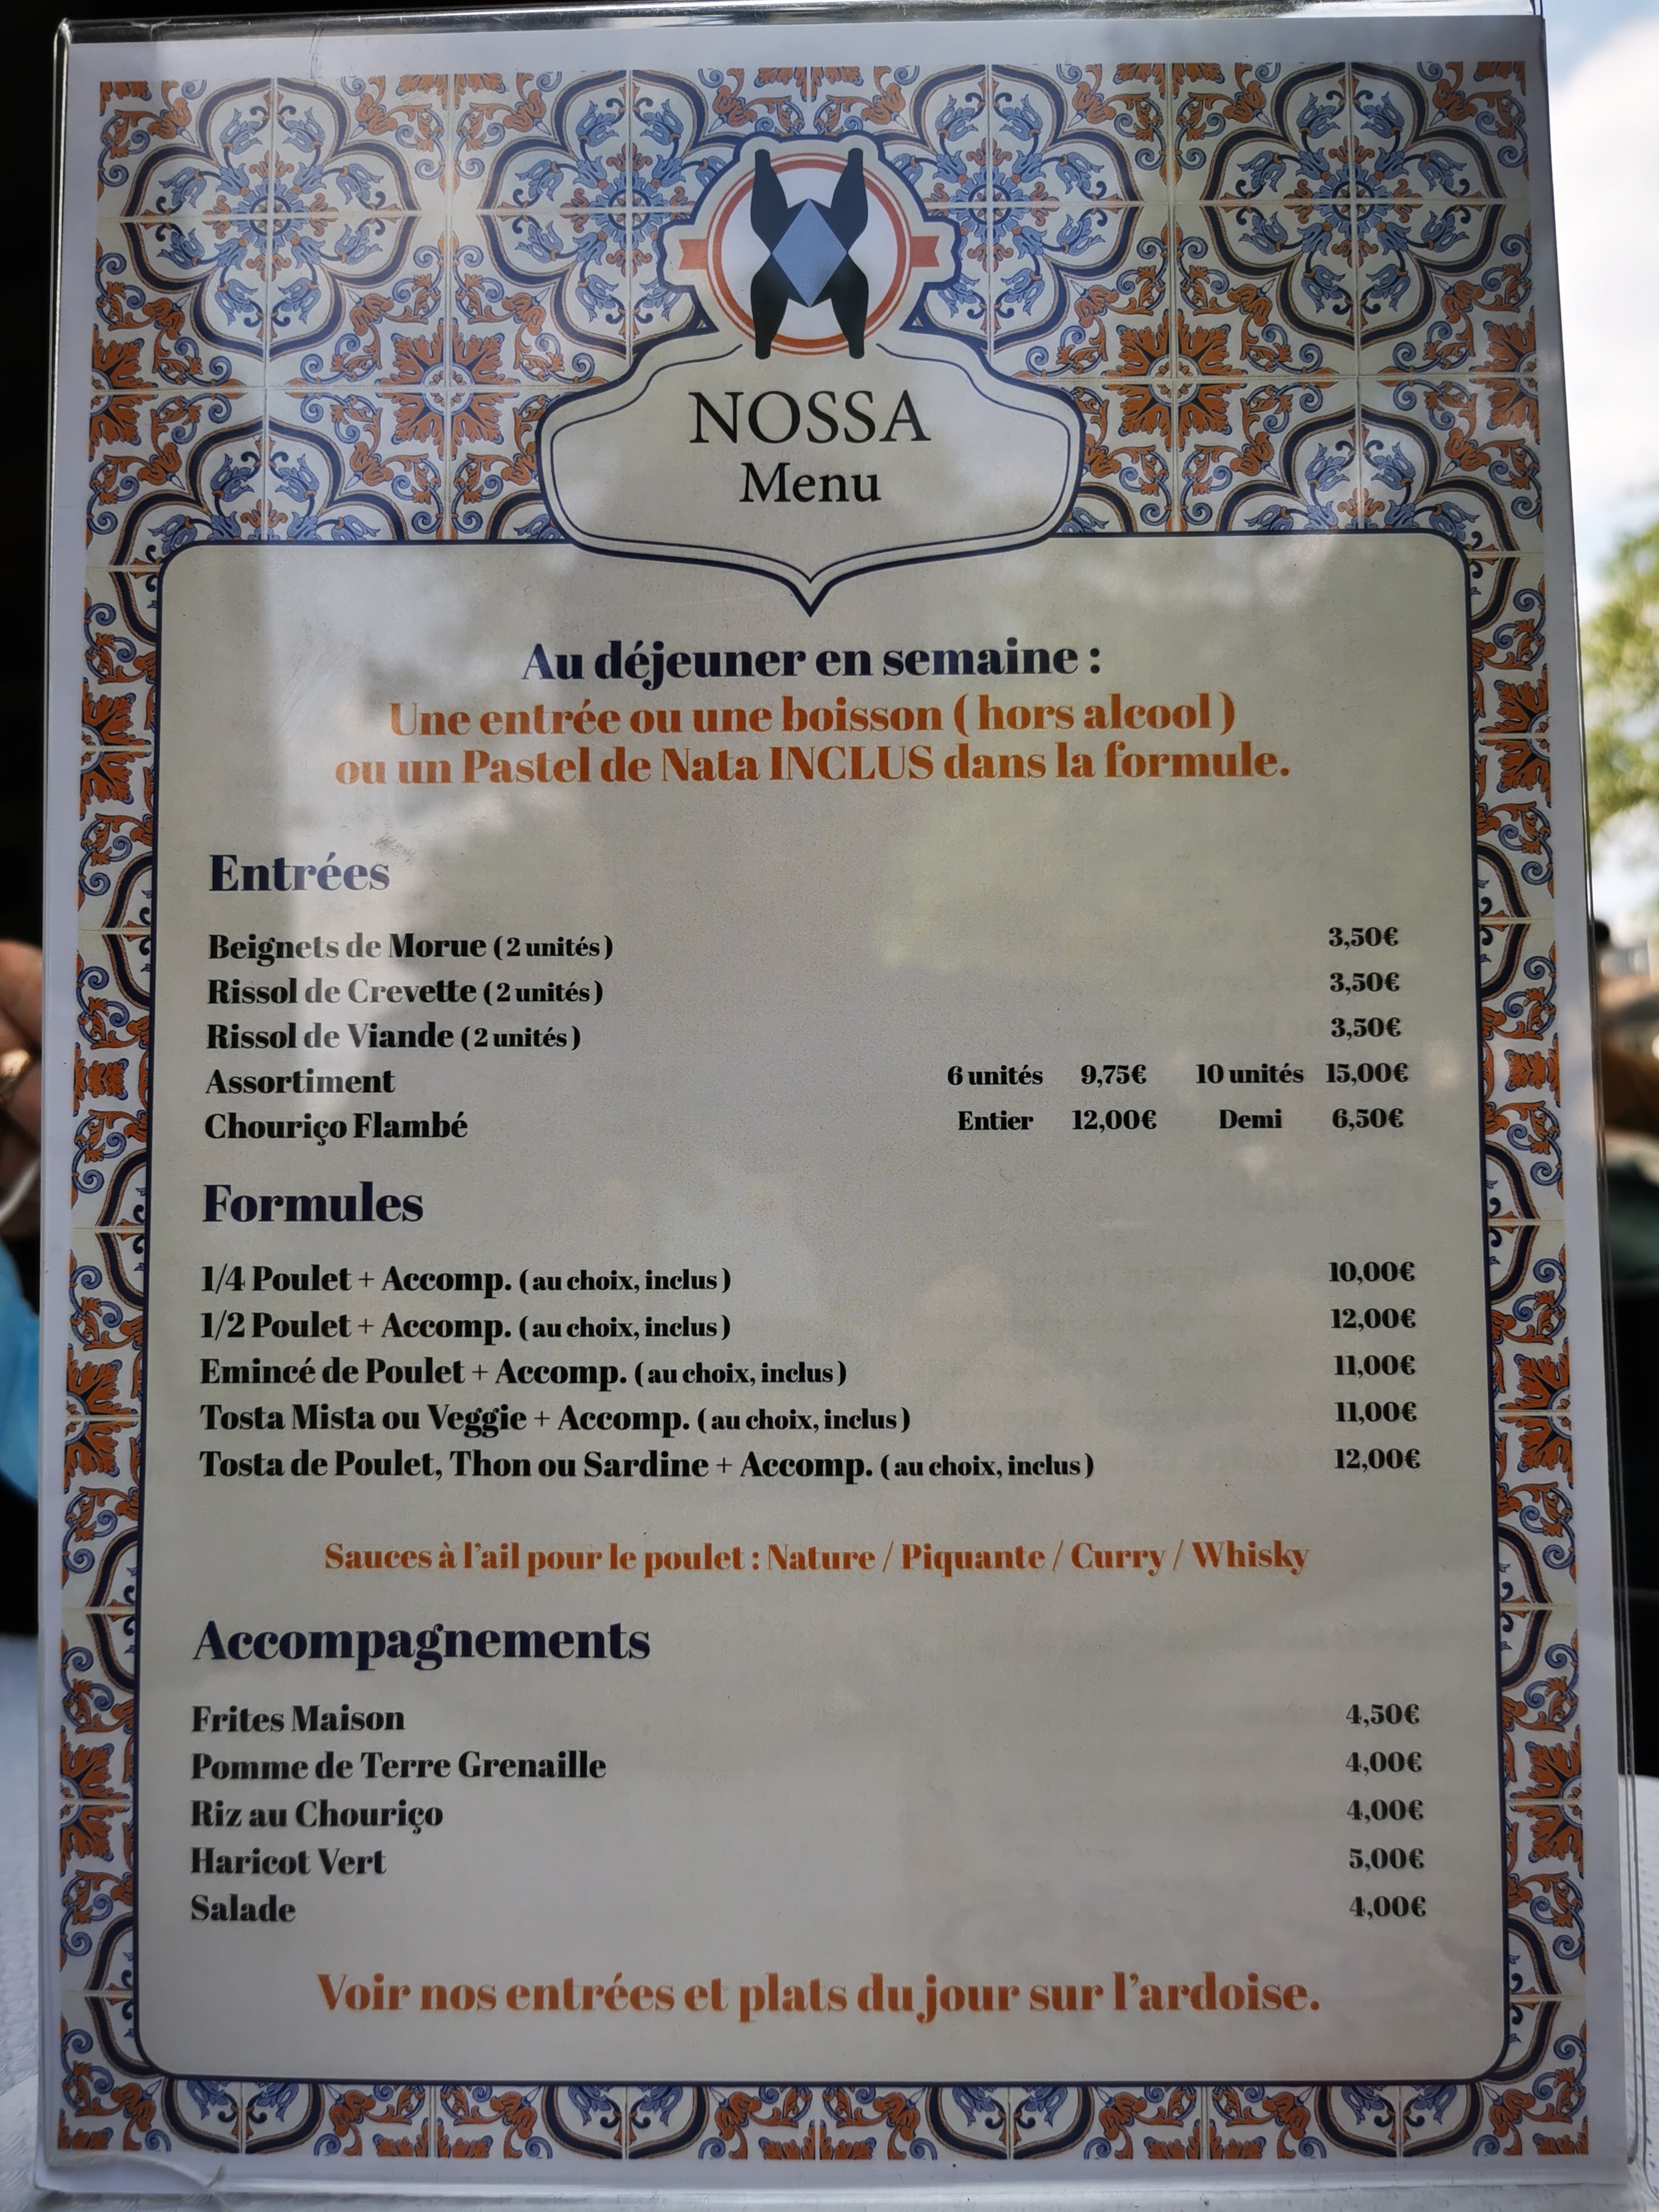 NOSSA
Menu
Au déjeuner en semaine :
Une entrée ou une boisson ( hors alcool )
ou un Pastel de Nata INCLUS dans la formule.
Entrées
Beignets de Morue ( 2 unités ) 3,50€
Rissol de Crevette ( 2 unités ) 3,50€
Rissol de Viande ( 2 unités ) 3,50€
Assortiment 6 unités 9,75€ 10 unités 15,00€
Chouriço Flambé Entier 12,00€ Demi 6,50€
Formules
1/4 Poulet + Accomp. ( au choix, inclus ) 10,00€
1/2 Poulet + Accomp. ( au choix, inclus ) 12,00€
Emincé de Poulet + Accomp. ( au choix, inclus ) 11,00€
Tosta Mista ou Veggie + Accomp. ( au choix, inclus ) 11,00€
Tosta de Poulet, Thon ou Sardine + Accomp. ( au choix, inclus ) 12,00€
Sauces à l'ail pour le poulet : Nature / Piquante / Curry / Whisky
Accompagnements
Frites Maison 4,50€
Pomme de Terre Grenaille 4,00€
Riz au Chouriço 4,00€
Haricot Vert 5,00€
Salade 4,00€
Voir nos entrées et plats du jour sur l'ardoise.